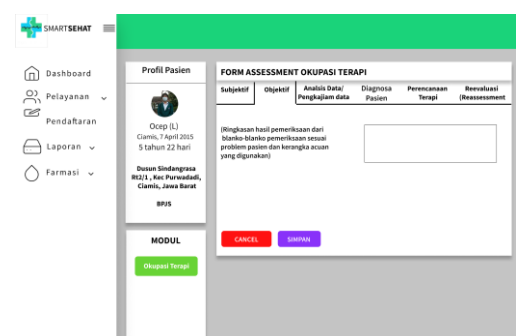 SMARTSEHAT
Dashboard
Pelayanan
Pendaftaran
Laporan
Farmasi
Profil Pasien
Ocep (L)
Ciamis, 7 April 2015
5 tahun 22 hari
Dusun Sindangrasa
Rt2/1 , Kec Purwadadi,
Ciamis, Jawa Barat
BPJS
MODUL
Okupasi Terapi
FORM ASSESSMENT OKUPASI TERAPI
Subjektif
Objektif
Analsis Data/
Pengkajiam data
Diagnosa
Pasien
Perencanaan
Terapi
Reevaluasi
(Reassessment
(Ringkasan hasil pemeriksaan dari
blanko-blanko pemeriksaan sesuai
problem pasien dan kerangka acuan
yang digunakan)
CANCEL
SIMPAN